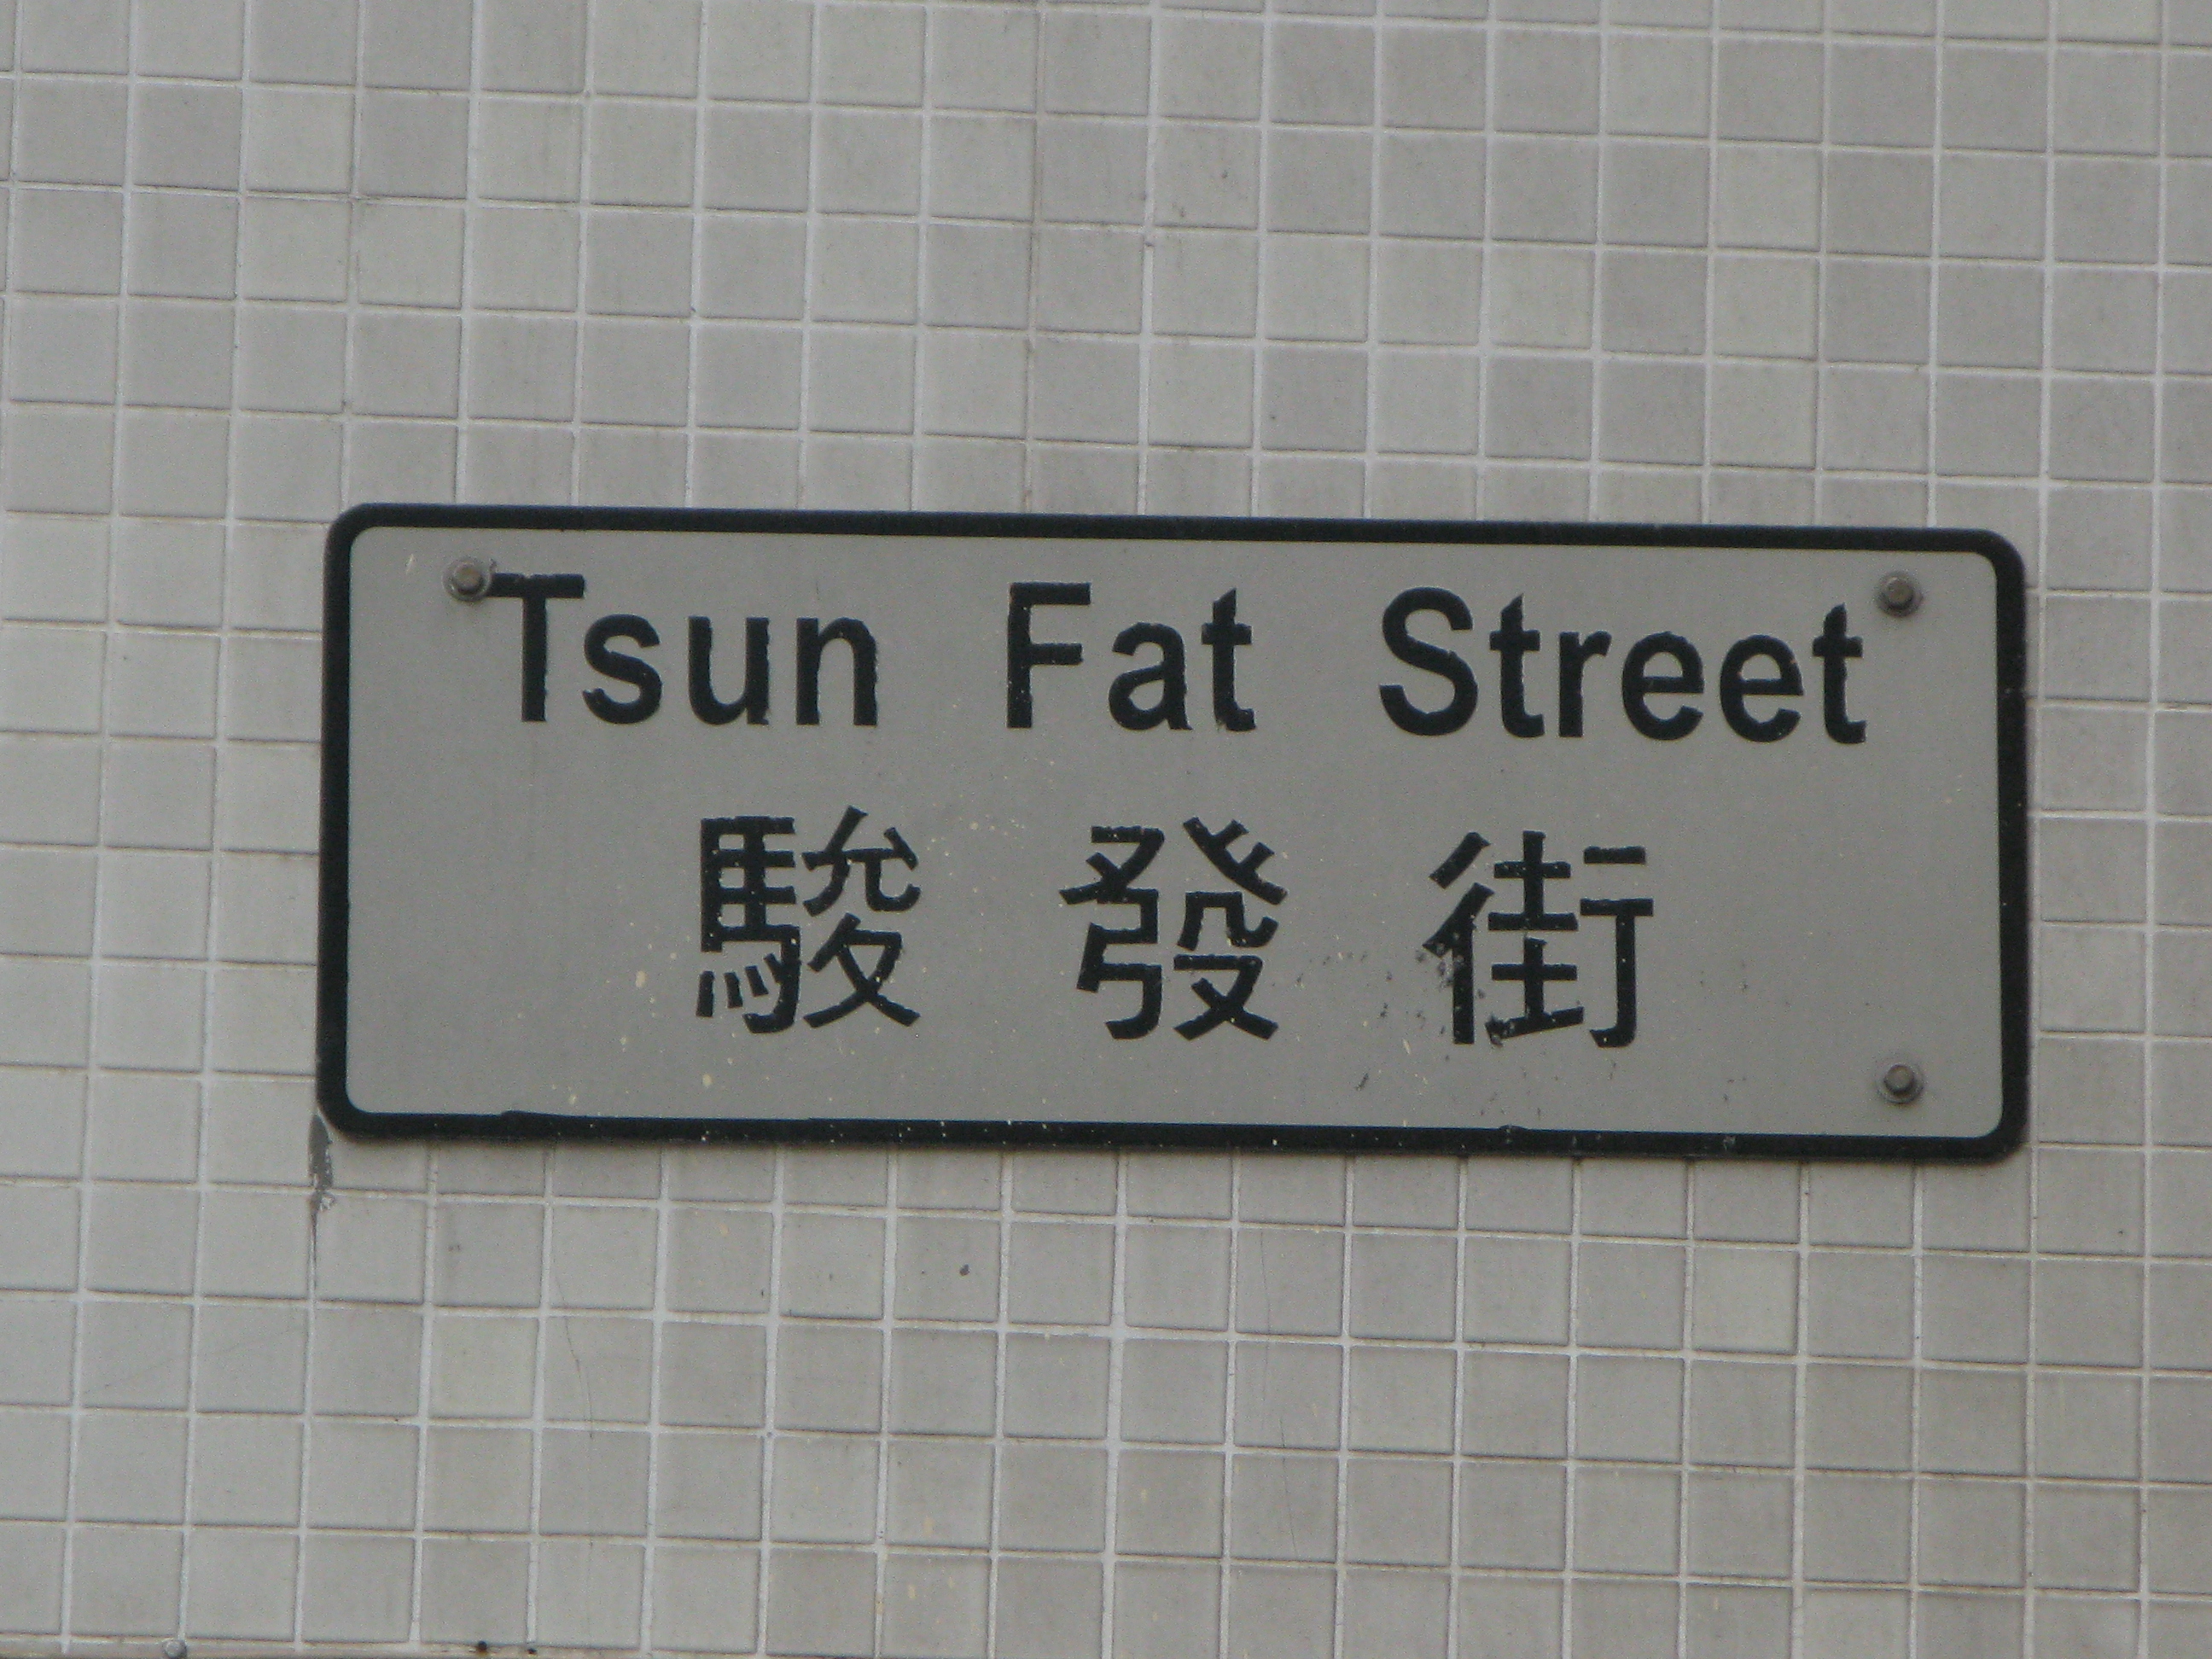 Tsun Fat Street
駿發街